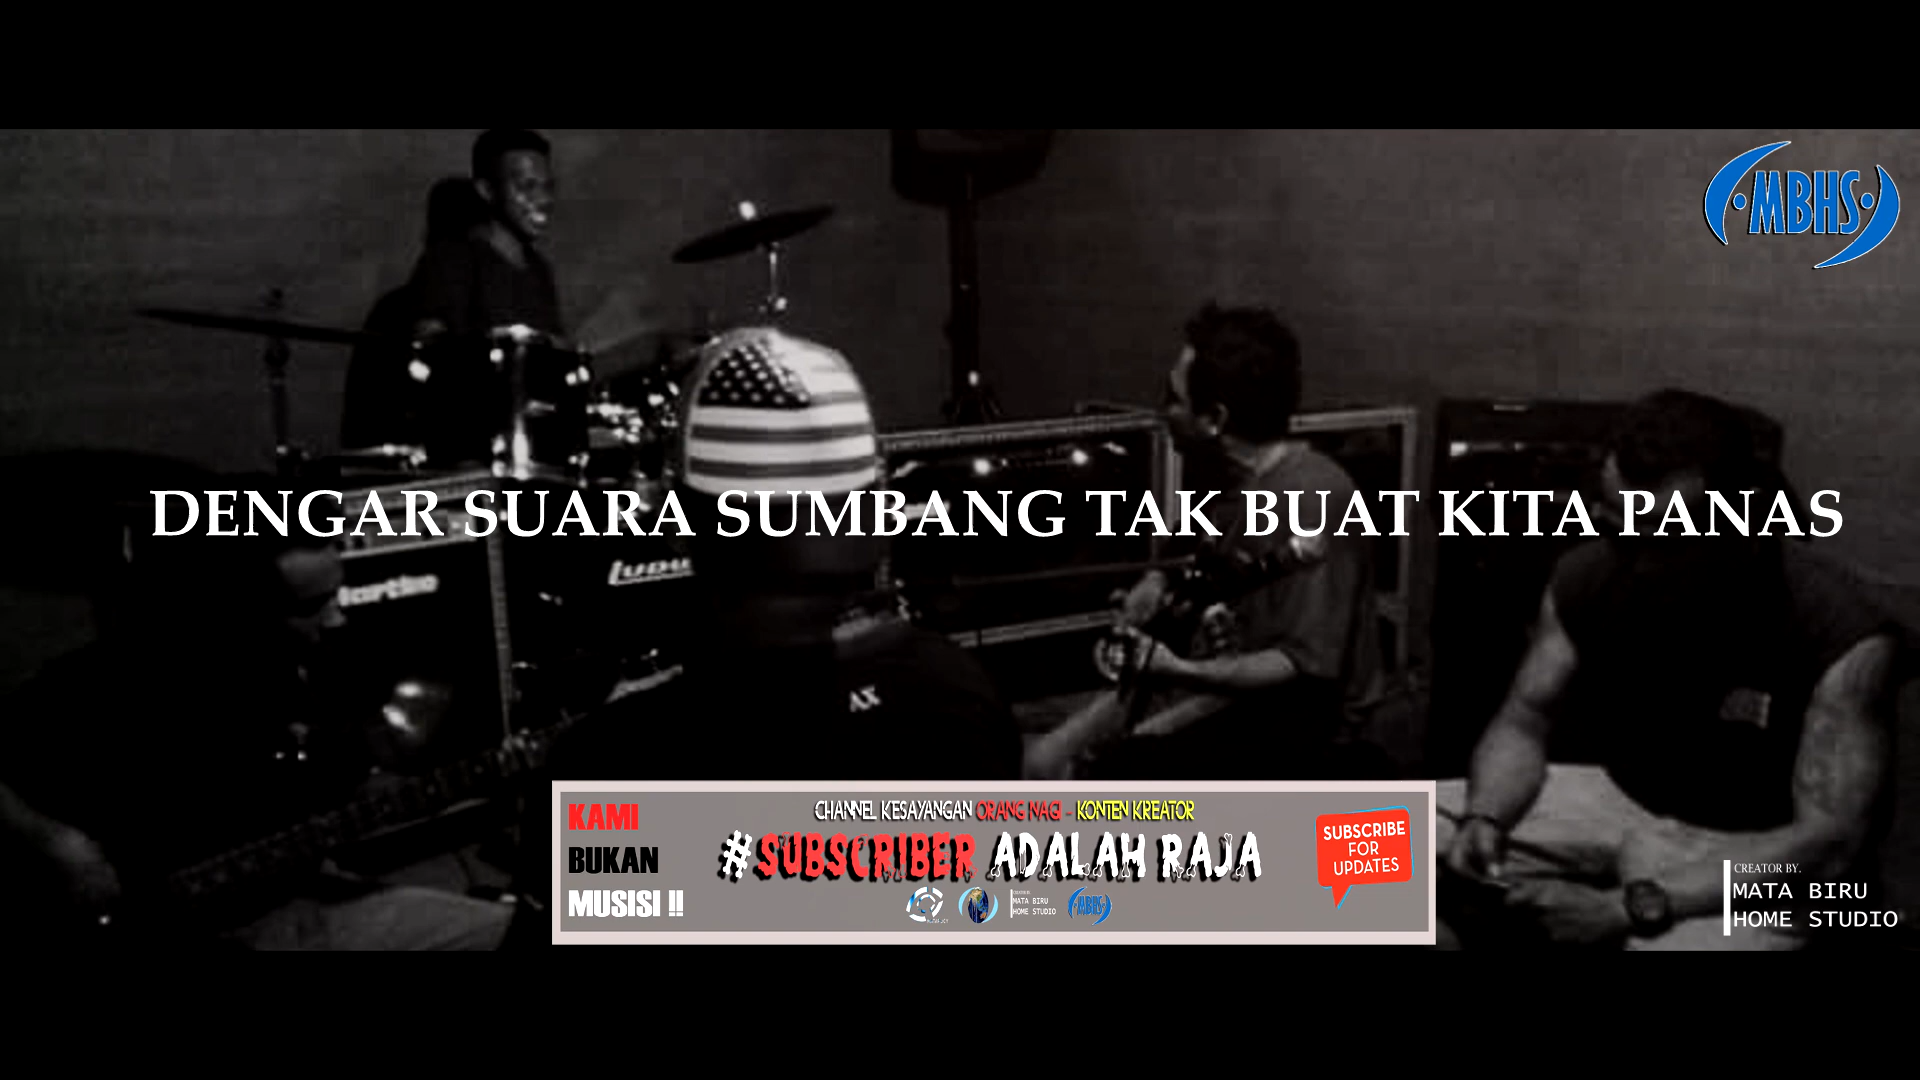 MBHS
DENGAR SUARA SUMBANG TAK BUAT KITA PANAS
KAMI
BUKAN
MUSISI !!
CHANNEL KESAYANGAN ORANG NAGI - KONTEN KREATOR
#SUBSCRIBER ADALAH RAJA
MATA BIRU
HOME STUDIO
MBHS
SUBSCRIBE
FOR
UPDATES
CREATOR BY.
MATA BIRU
HOME STUDIO